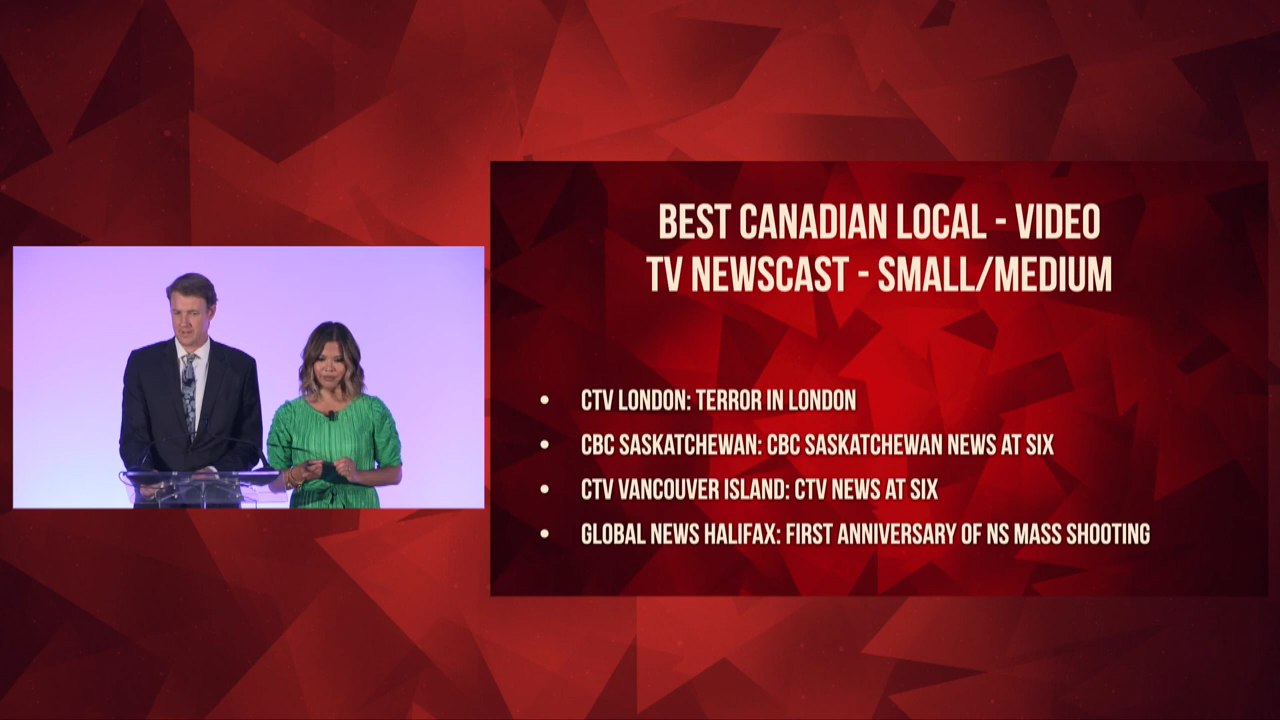 BEST CANADIAN LOCAL - VIDEO
TV NEWSCAST - SMALL/MEDIUM
• CTV LONDON: TERROR IN LONDON
• CBC SASKATCHEWAN: CBC SASKATCHEWAN NEWS AT SIX
• CTV VANCOUVER ISLAND: CTV NEWS AT SIX
• GLOBAL NEWS HALIFAX: FIRST ANNIVERSARY OF NS MASS SHOOTING